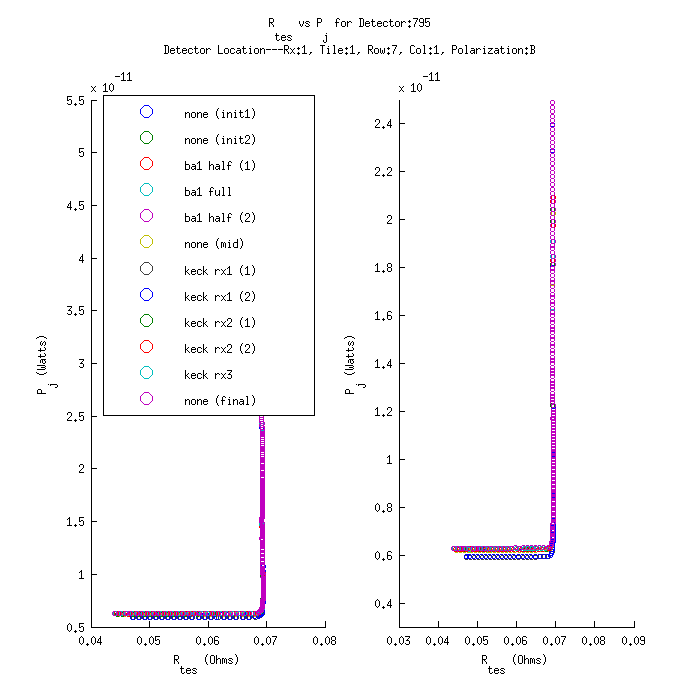 R_tes vs P_j for Detector:795
Detector Location---Rx:1, Tile:1, Row:7, Col:1, Polarization:B
x 10^-11
5.5
5
4.5
4
3.5
3
2.5
2
1.5
1
0.5
0.04 0.05 0.06 0.07 0.08
P_j (Watts)
R_tes (Ohms)
none (init1)
none (init2)
ba1 half (1)
ba1 full
ba1 half (2)
none (mid)
keck rx1 (1)
keck rx1 (2)
keck rx2 (1)
keck rx2 (2)
keck rx3
none (final)
x 10^-11
2.4
2.2
2
1.8
1.6
1.4
1.2
1
0.8
0.6
0.4
0.03 0.04 0.05 0.06 0.07 0.08 0.09
P_j (Watts)
R_tes (Ohms)